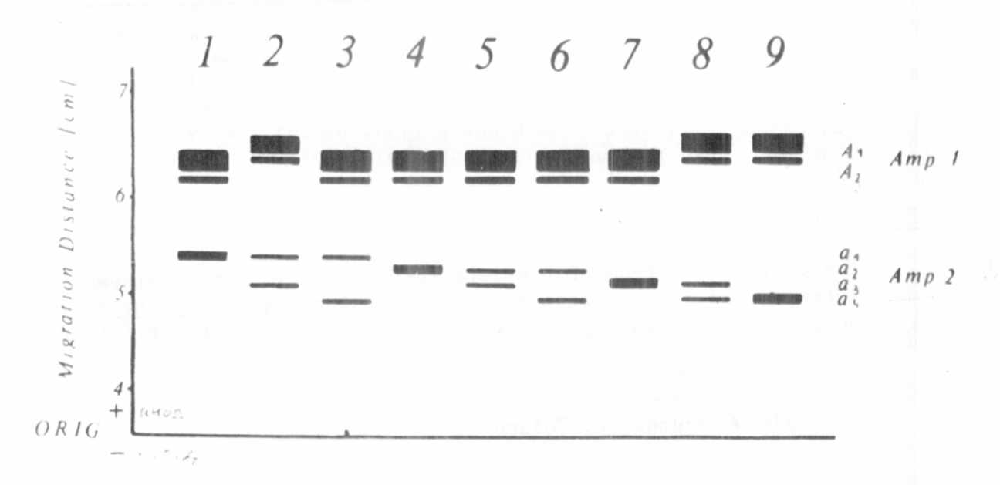 1 2 3 4 5 6 7 8 9
Migration Distance /cm/
7
6
5
4
A1
A2
Amp 1
a1
a2
a3
a4
Amp 2
+ анод
ORIG
−